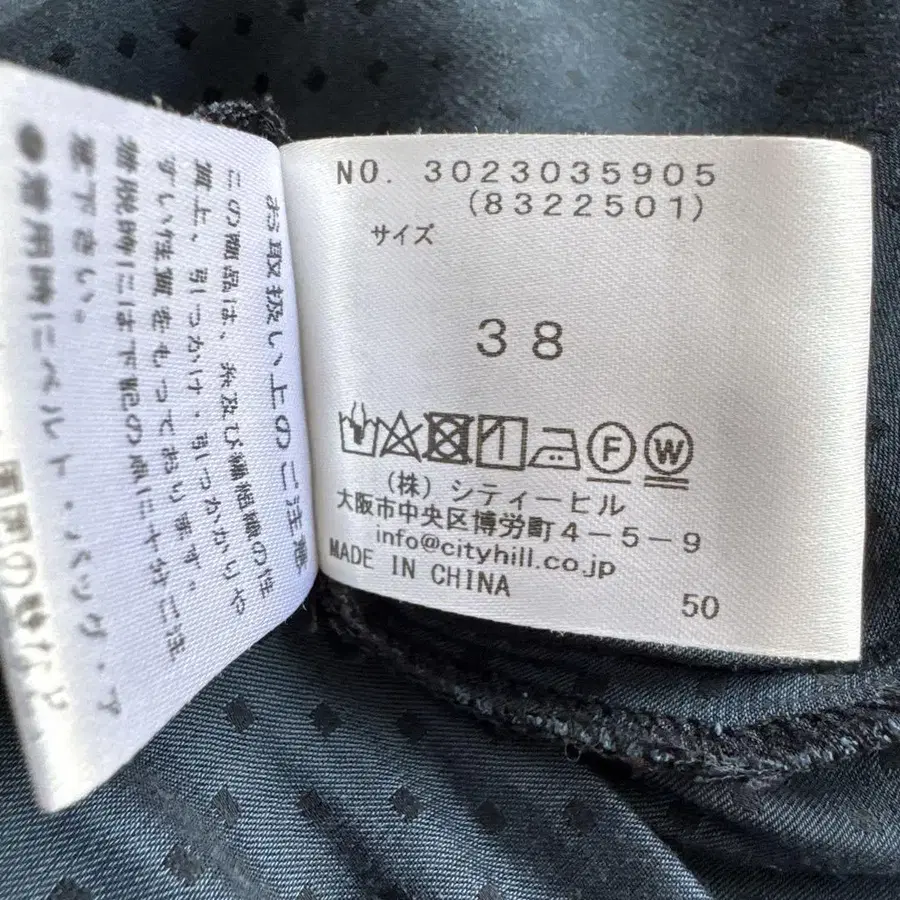 NO. 3023035905
(8322501)
サイズ
38
F W
(株) シティーヒル
大阪市中央区博労町4-5-9
info@cityhill.co.jp
MADE IN CHINA
50
お取扱い上のご注意
この商品は、糸及び編組織の性
質上、引っかけ・引っかかりや
すい性質をもっております。
着脱時には下記の点に十分ご注
意下さい。
●着用時にベルト・バッグ・